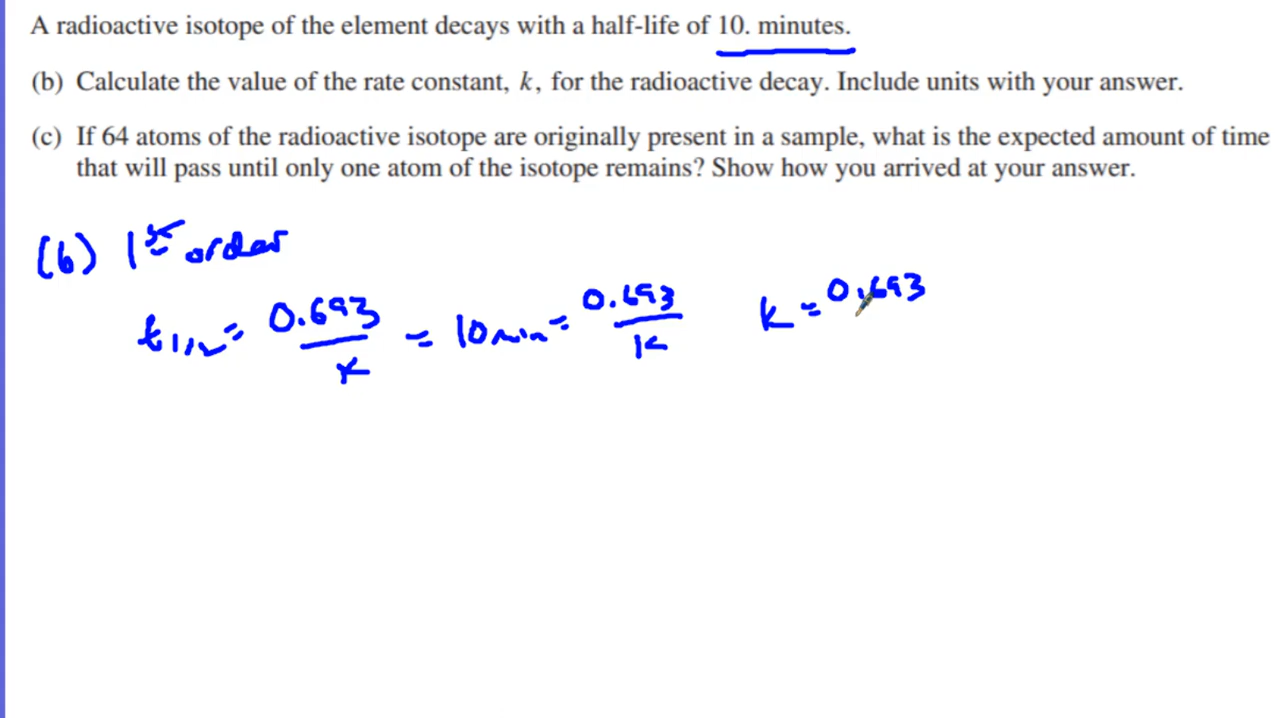 A radioactive isotope of the element decays with a half-life of 10. minutes.
(b) Calculate the value of the rate constant, k, for the radioactive decay. Include units with your answer.
(c) If 64 atoms of the radioactive isotope are originally present in a sample, what is the expected amount of time
that will pass until only one atom of the isotope remains? Show how you arrived at your answer.
(b) 1st order
t1/2 = 0.693/k = 10min = 0.693/k k = 0.693